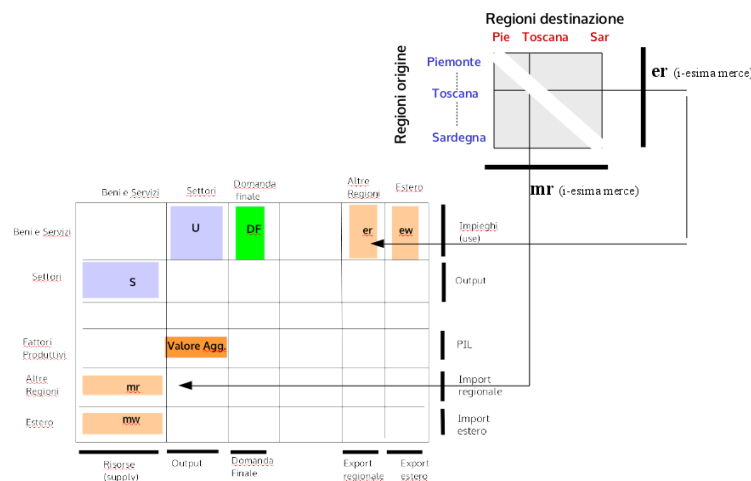 Regioni destinazione
Pie Toscana Sar
Regioni origine
Piemonte
Toscana
Sardegna
er (i-esima merce)
mr (i-esima merce)
Beni e Servizi
Settori
Domanda
finale
Altre
Regioni
Estero
Beni e Servizi
U
DF
er
ew
Impieghi
(use)
Settori
S
Output
Fattori
Produttivi
Valore Agg.
PIL
Altre
Regioni
mr
Import
regionale
Estero
mw
Import
estero
Risorse
(supply)
Output
Domanda
Finale
Export
regionale
Export
estero